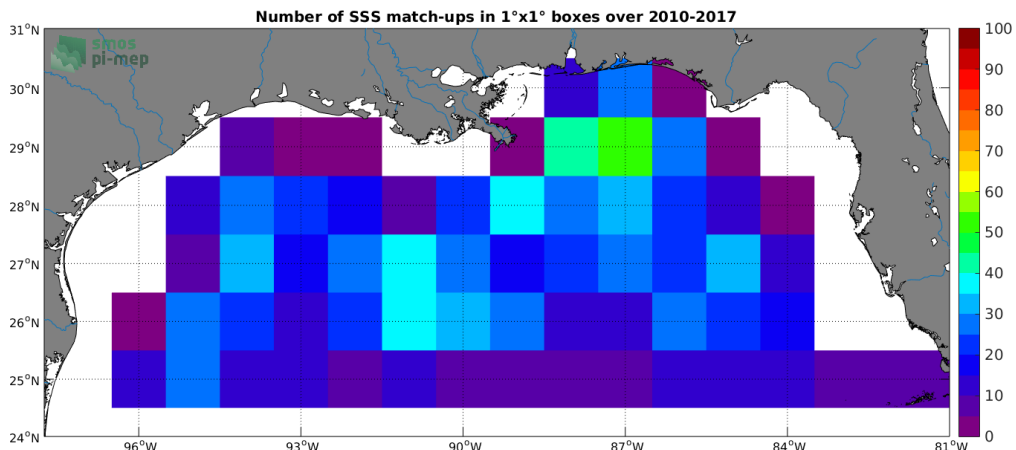 Number of SSS match-ups in 1°x1° boxes over 2010-2017
smos
pi-mep
31°N
30°N
29°N
28°N
27°N
26°N
25°N
24°N
96°W
93°W
90°W
87°W
84°W
81°W
100
90
80
70
60
50
40
30
20
10
0